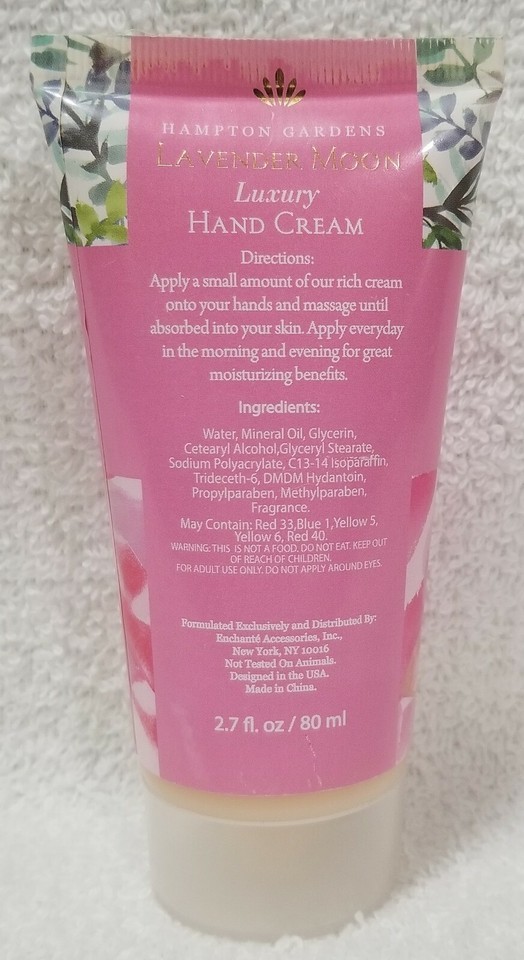 HAMPTON GARDENS
LAVENDER MOON
Luxury
HAND CREAM
Directions:
Apply a small amount of our rich cream
onto your hands and massage until
absorbed into your skin. Apply everyday
in the morning and evening for great
moisturizing benefits.
Ingredients:
Water, Mineral Oil, Glycerin,
Cetearyl Alcohol,Glyceryl Stearate,
Sodium Polyacrylate, C13-14 Isoparaffin,
Trideceth-6, DMDM Hydantoin,
Propylparaben, Methylparaben,
Fragrance.
May Contain: Red 33,Blue 1,Yellow 5,
Yellow 6, Red 40.
WARNING: THIS IS NOT A FOOD. DO NOT EAT. KEEP OUT
OF REACH OF CHILDREN.
FOR ADULT USE ONLY. DO NOT APPLY AROUND EYES.
Formulated Exclusively and Distributed By:
Enchanté Accessories, Inc.,
New York, NY 10016
Not Tested On Animals.
Designed in the USA.
Made in China.
2.7 fl. oz / 80 ml